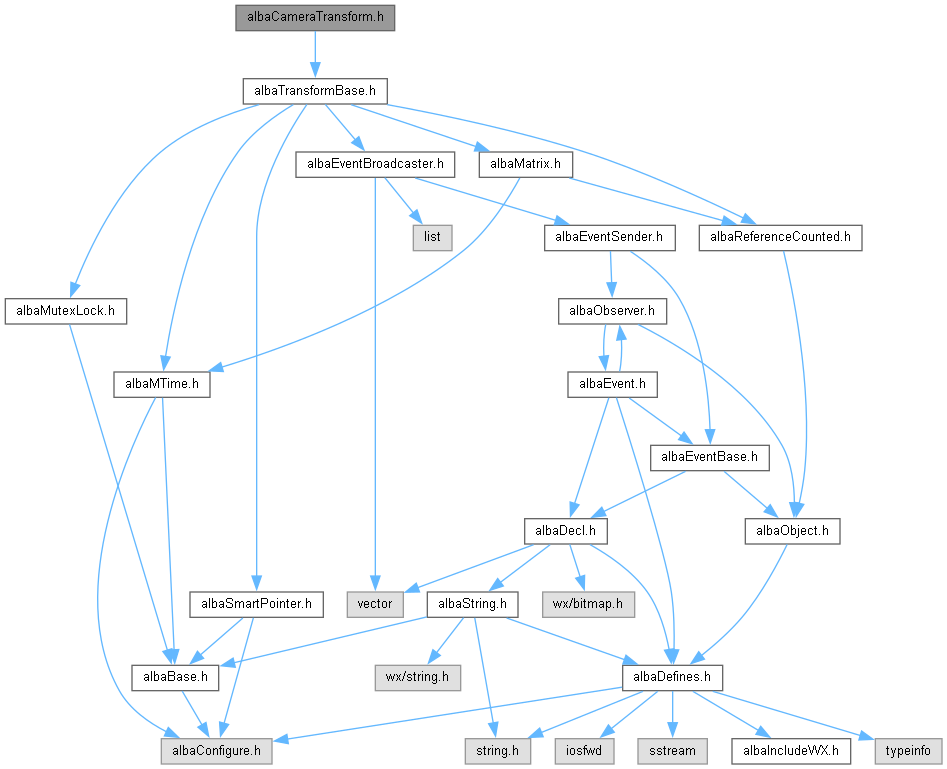 albaCameraTransform.h
albaTransformBase.h
albaEventBroadcaster.h
albaMatrix.h
list
albaEventSender.h
albaReferenceCounted.h
albaMutexLock.h
albaObserver.h
albaMTime.h
albaEvent.h
albaEventBase.h
albaDecl.h
albaObject.h
albaSmartPointer.h
vector
albaString.h
wx/bitmap.h
albaBase.h
wx/string.h
albaDefines.h
albaConfigure.h
string.h
iosfwd
sstream
albaIncludeWX.h
typeinfo